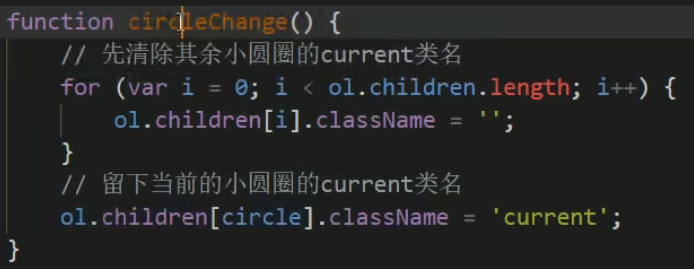 function circleChange() {
// 先清除其余小圆圈的current类名
for (var i = 0; i < ol.children.length; i++) {
ol.children[i].className = '';
}
// 留下当前的小圆圈的current类名
ol.children[circle].className = 'current';
}